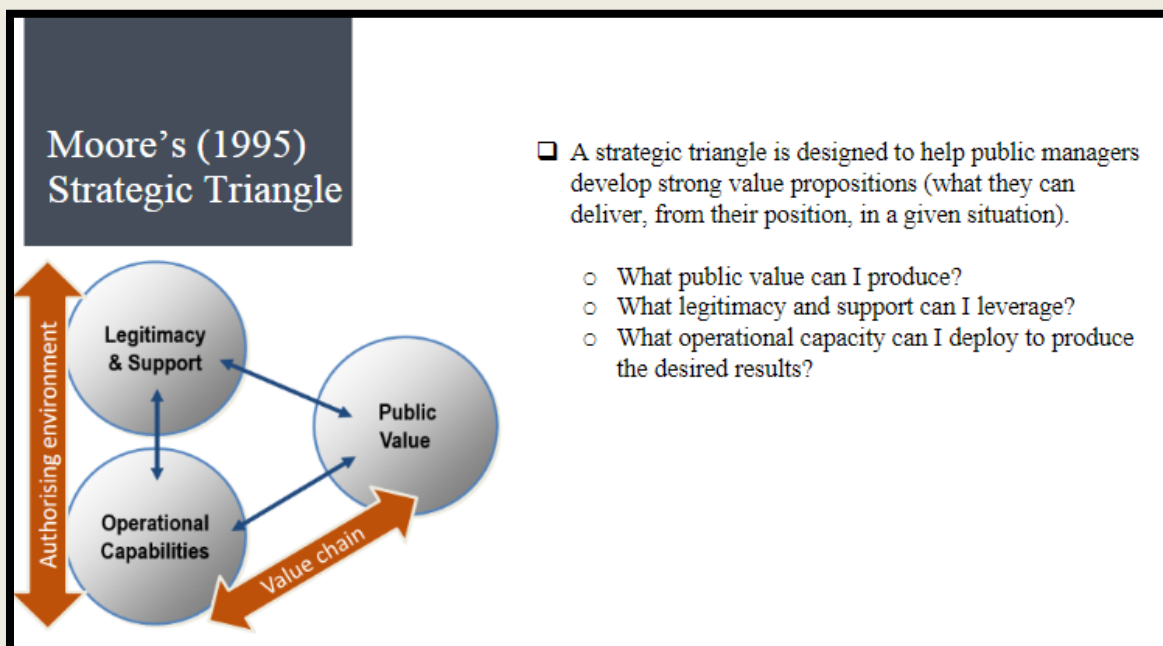 Moore’s (1995)
Strategic Triangle
❑ A strategic triangle is designed to help public managers
develop strong value propositions (what they can
deliver, from their position, in a given situation).
○ What public value can I produce?
○ What legitimacy and support can I leverage?
○ What operational capacity can I deploy to produce
the desired results?
Authorising environment
Legitimacy
& Support
Public
Value
Operational
Capabilities
Value chain